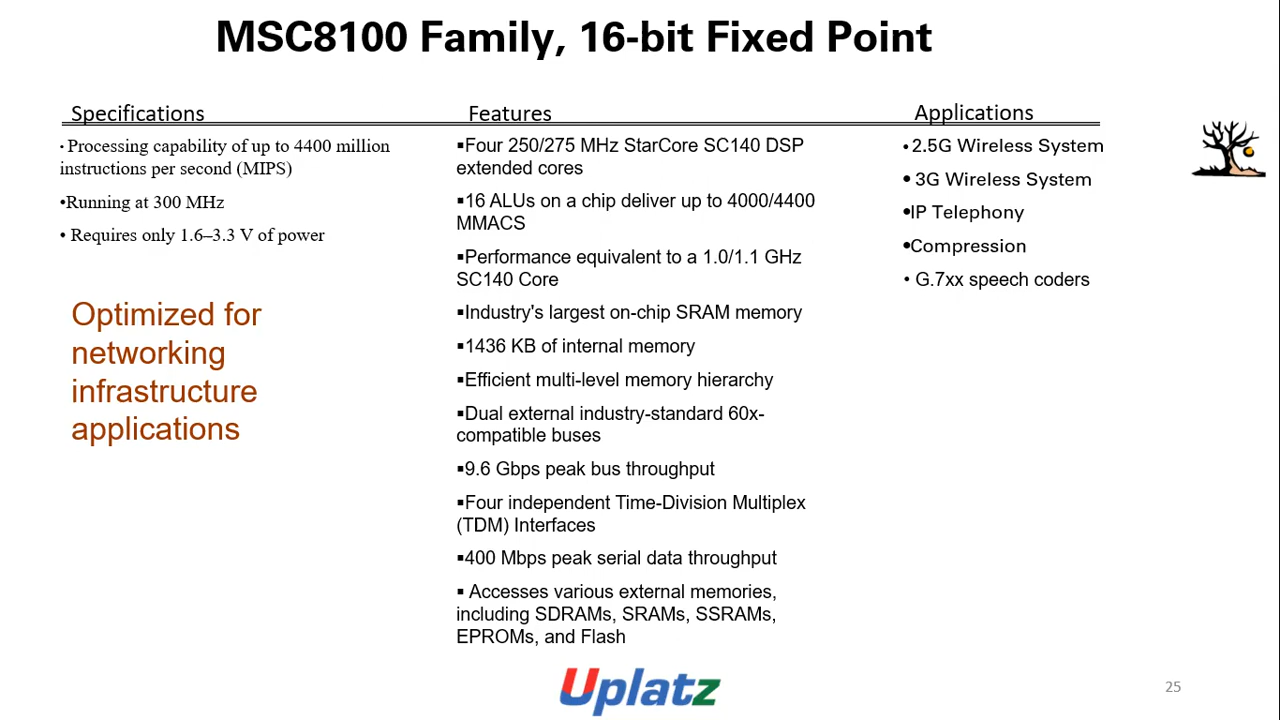 MSC8100 Family, 16-bit Fixed Point
Specifications
• Processing capability of up to 4400 million
instructions per second (MIPS)
•Running at 300 MHz
• Requires only 1.6–3.3 V of power
Optimized for
networking
infrastructure
applications
Features
▪Four 250/275 MHz StarCore SC140 DSP
extended cores
▪16 ALUs on a chip deliver up to 4000/4400
MMACS
▪Performance equivalent to a 1.0/1.1 GHz
SC140 Core
▪Industry's largest on-chip SRAM memory
▪1436 KB of internal memory
▪Efficient multi-level memory hierarchy
▪Dual external industry-standard 60x-
compatible buses
▪9.6 Gbps peak bus throughput
▪Four independent Time-Division Multiplex
(TDM) Interfaces
▪400 Mbps peak serial data throughput
▪ Accesses various external memories,
including SDRAMs, SRAMs, SSRAMs,
EPROMs, and Flash
Applications
•2.5G Wireless System
• 3G Wireless System
•IP Telephony
•Compression
• G.7xx speech coders
Uplatz
25